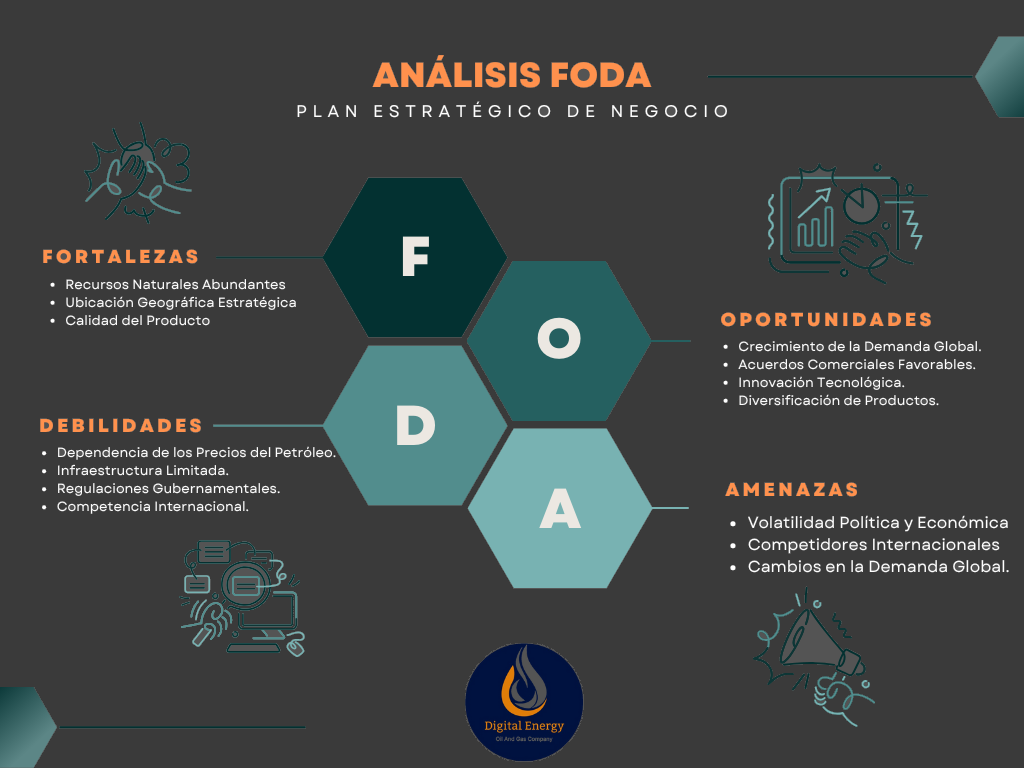 ANÁLISIS FODA
PLAN ESTRATÉGICO DE NEGOCIO
F
FORTALEZAS
• Recursos Naturales Abundantes
• Ubicación Geográfica Estratégica
• Calidad del Producto
O
OPORTUNIDADES
• Crecimiento de la Demanda Global.
• Acuerdos Comerciales Favorables.
• Innovación Tecnológica.
• Diversificación de Productos.
D
DEBILIDADES
• Dependencia de los Precios del Petróleo.
• Infraestructura Limitada.
• Regulaciones Gubernamentales.
• Competencia Internacional.
A
AMENAZAS
• Volatilidad Política y Económica
• Competidores Internacionales
• Cambios en la Demanda Global.
Digital Energy
Oil And Gas Company